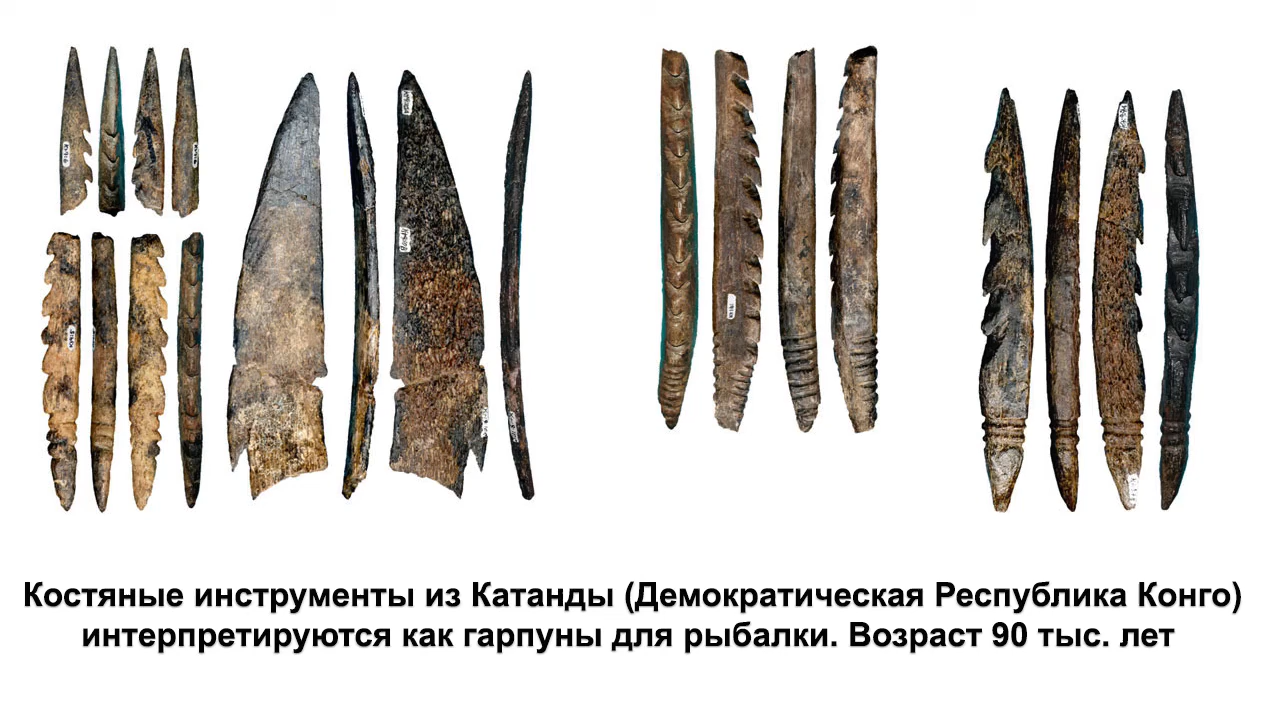 Костяные инструменты из Катанды (Демократическая Республика Конго)
интерпретируются как гарпуны для рыбалки. Возраст 90 тыс. лет